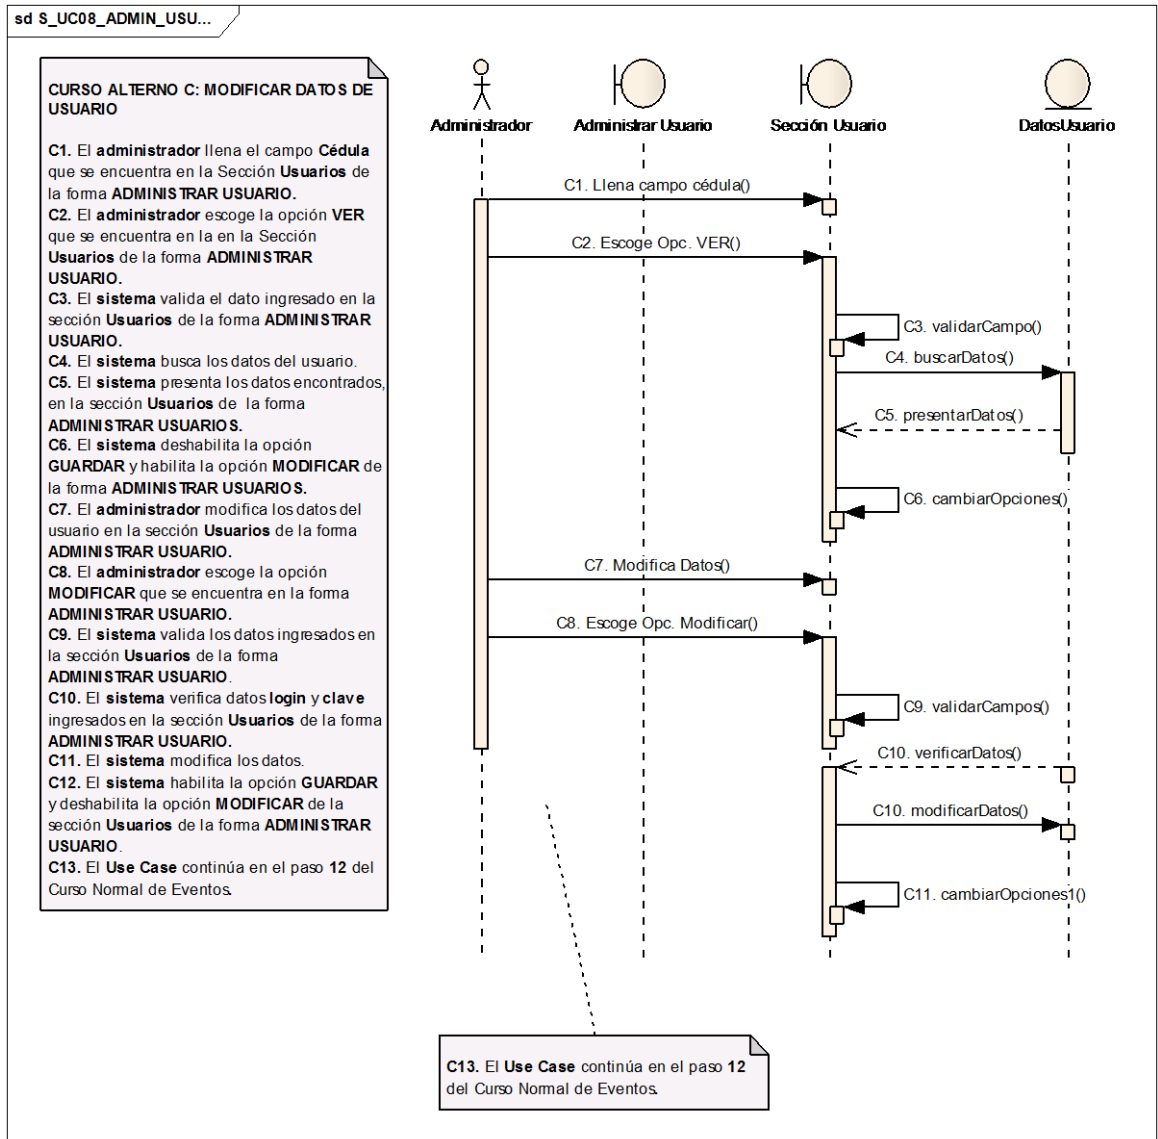 sd S_UC08_ADMIN_USU...
CURSO ALTERNO C: MODIFICAR DATOS DE
USUARIO
C1. El administrador llena el campo Cédula
que se encuentra en la Sección Usuarios de
la forma ADMINISTRAR USUARIO.
C2. El administrador escoge la opción VER
que se encuentra en la en la Sección
Usuarios de la forma ADMINISTRAR
USUARIO.
C3. El sistema valida el dato ingresado en la
sección Usuarios de la forma ADMINISTRAR
USUARIO.
C4. El sistema busca los datos del usuario.
C5. El sistema presenta los datos encontrados,
en la sección Usuarios de la forma
ADMINISTRAR USUARIOS.
C6. El sistema deshabilita la opción
GUARDAR y habilita la opción MODIFICAR de
la forma ADMINISTRAR USUARIOS.
C7. El administrador modifica los datos del
usuario en la sección Usuarios de la forma
ADMINISTRAR USUARIO.
C8. El administrador escoge la opción
MODIFICAR que se encuentra en la forma
ADMINISTRAR USUARIO.
C9. El sistema valida los datos ingresados en
la sección Usuarios de la forma
ADMINISTRAR USUARIO.
C10. El sistema verifica datos login y clave
ingresados en la sección Usuarios de la forma
ADMINISTRAR USUARIO.
C11. El sistema modifica los datos.
C12. El sistema habilita la opción GUARDAR
y deshabilita la opción MODIFICAR de la
sección Usuarios de la forma ADMINISTRAR
USUARIO.
C13. El Use Case continúa en el paso 12 del
Curso Normal de Eventos.
Administrador
Administrar Usuario
Sección Usuario
DatosUsuario
C1. Llena campo cédula()
C2. Escoge Opc. VER()
C3. validarCampo()
C4. buscarDatos()
C5. presentarDatos()
C6. cambiarOpciones()
C7. Modifica Datos()
C8. Escoge Opc. Modificar()
C9. validarCampos()
C10. verificarDatos()
C10. modificarDatos()
C11. cambiarOpciones1()
C13. El Use Case continúa en el paso 12
del Curso Normal de Eventos.